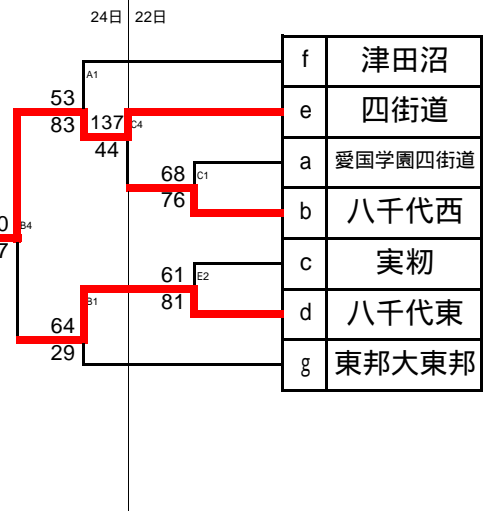 24日 22日
f 津田沼
A1
53
e 四街道
83 137 C4
44
a 愛国学園四街道
68 C1
76
b 八千代西
0 B4
7
c 実籾
61 E2
81
B1
d 八千代東
64
29
g 東邦大東邦